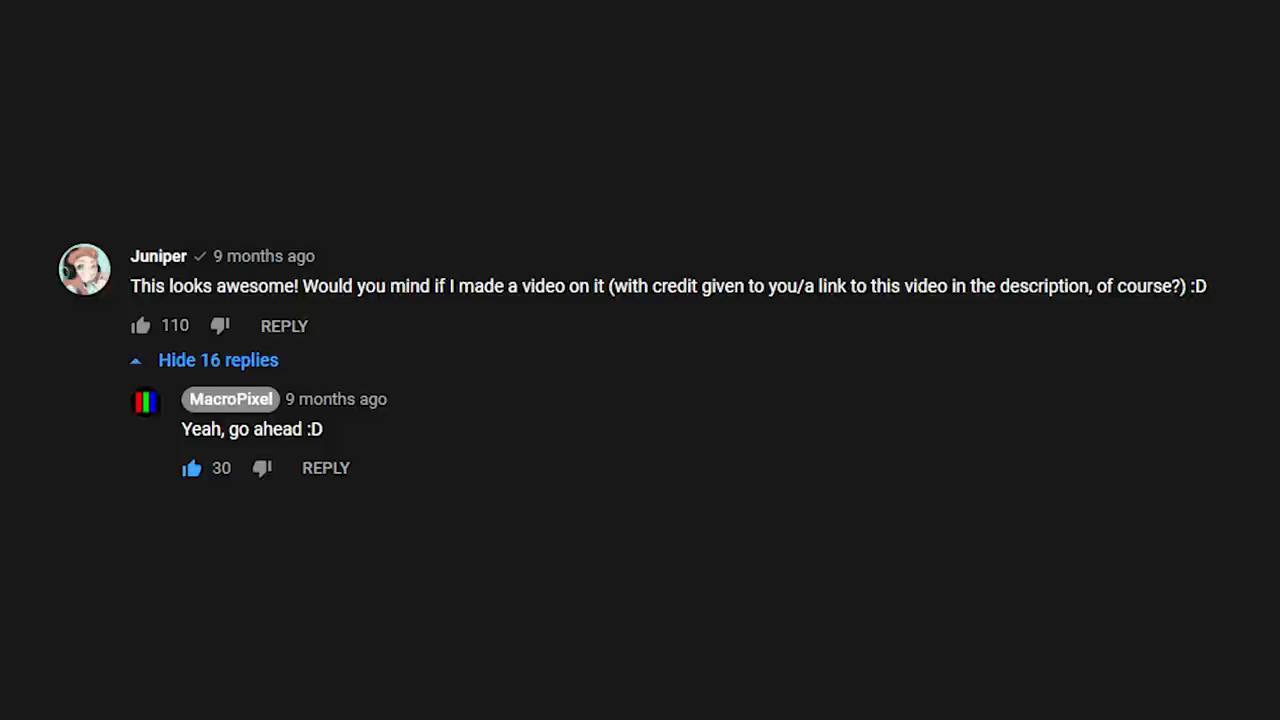 Juniper 9 months ago
This looks awesome! Would you mind if I made a video on it (with credit given to you/a link to this video in the description, of course?) :D
110 REPLY
Hide 16 replies
MacroPixel 9 months ago
Yeah, go ahead :D
30 REPLY